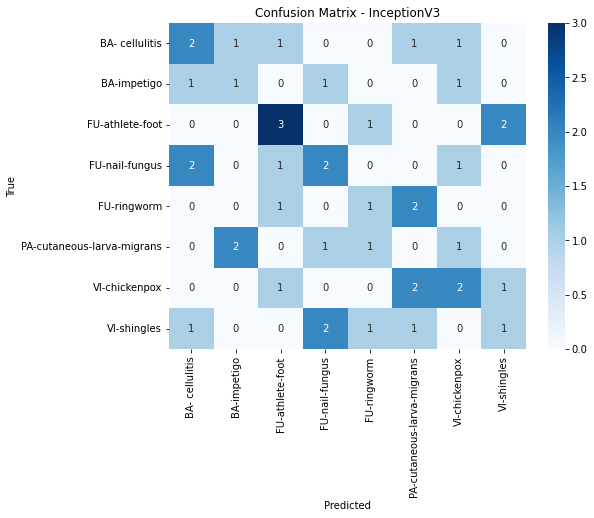 Confusion Matrix - InceptionV3
True
BA- cellulitis 2 1 1 0 0 1 1 0
BA-impetigo 1 1 0 1 0 0 1 0
FU-athlete-foot 0 0 3 0 1 0 0 2
FU-nail-fungus 2 0 1 2 0 0 1 0
FU-ringworm 0 0 1 0 1 2 0 0
PA-cutaneous-larva-migrans 0 2 0 1 1 0 1 0
VI-chickenpox 0 0 1 0 0 2 2 1
VI-shingles 1 0 0 2 1 1 0 1
BA- cellulitis
BA-impetigo
FU-athlete-foot
FU-nail-fungus
FU-ringworm
PA-cutaneous-larva-migrans
VI-chickenpox
VI-shingles
Predicted
3.0
2.5
2.0
1.5
1.0
0.5
0.0